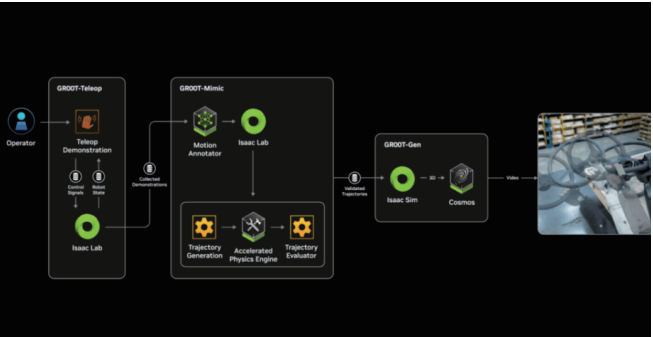 GR00T-Teleop
Operator
Teleop
Demonstration
Control
Signals
Robot
State
Isaac Lab
Collected
Demonstrations
GR00T-Mimic
Motion
Annotator
Isaac Lab
Trajectory
Generation
Accelerated
Physics Engine
Trajectory
Evaluator
Validated
Trajectories
GR00T-Gen
Isaac Sim
3D
Cosmos
Video